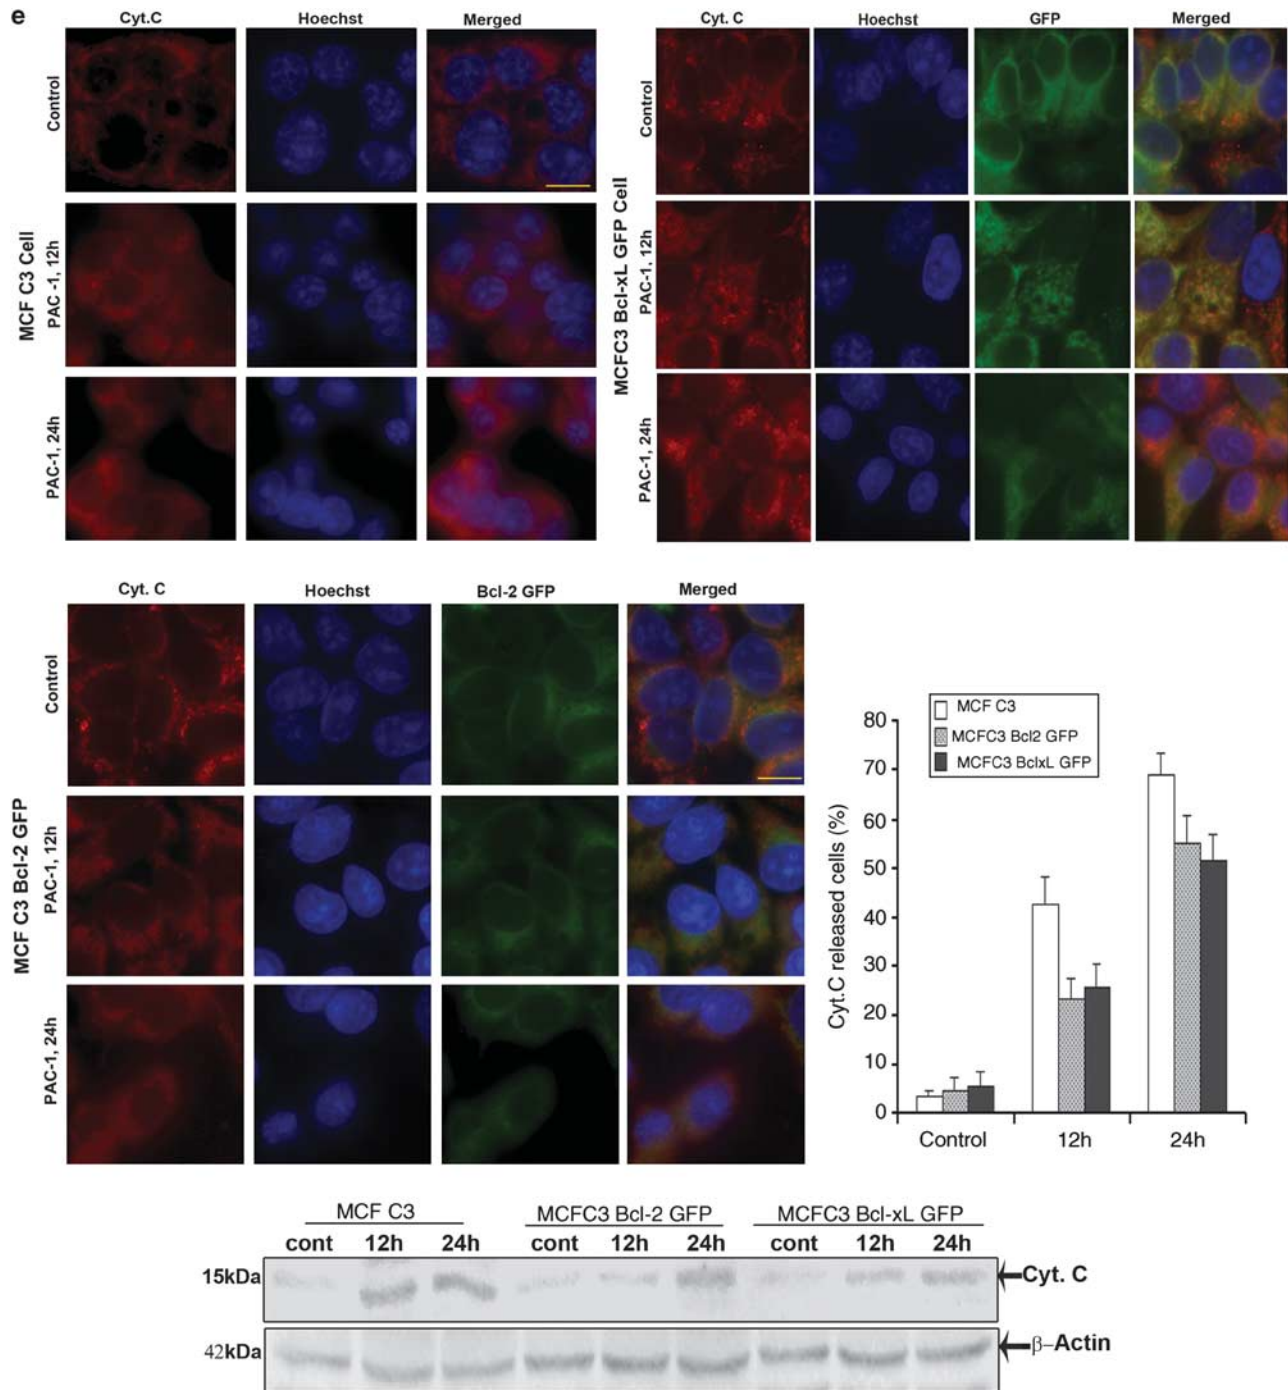 e
Cyt.C Hoechst Merged
Control
PAC -1, 12h
PAC-1, 24h
MCF C3 Cell
Cyt. C Hoechst GFP Merged
Control
PAC-1, 12h
PAC-1, 24h
MCFC3 Bcl-xL GFP Cell
Cyt. C Hoechst Bcl-2 GFP Merged
Control
PAC-1, 12h
PAC-1, 24h
MCF C3 Bcl-2 GFP
MCF C3
MCFC3 Bcl2 GFP
MCFC3 BclxL GFP
Cyt.C released cells (%)
80
70
60
50
40
30
20
10
0
Control 12h 24h
MCF C3 MCFC3 Bcl-2 GFP MCFC3 Bcl-xL GFP
cont 12h 24h cont 12h 24h cont 12h 24h
15kDa Cyt. C
42kDa β-Actin